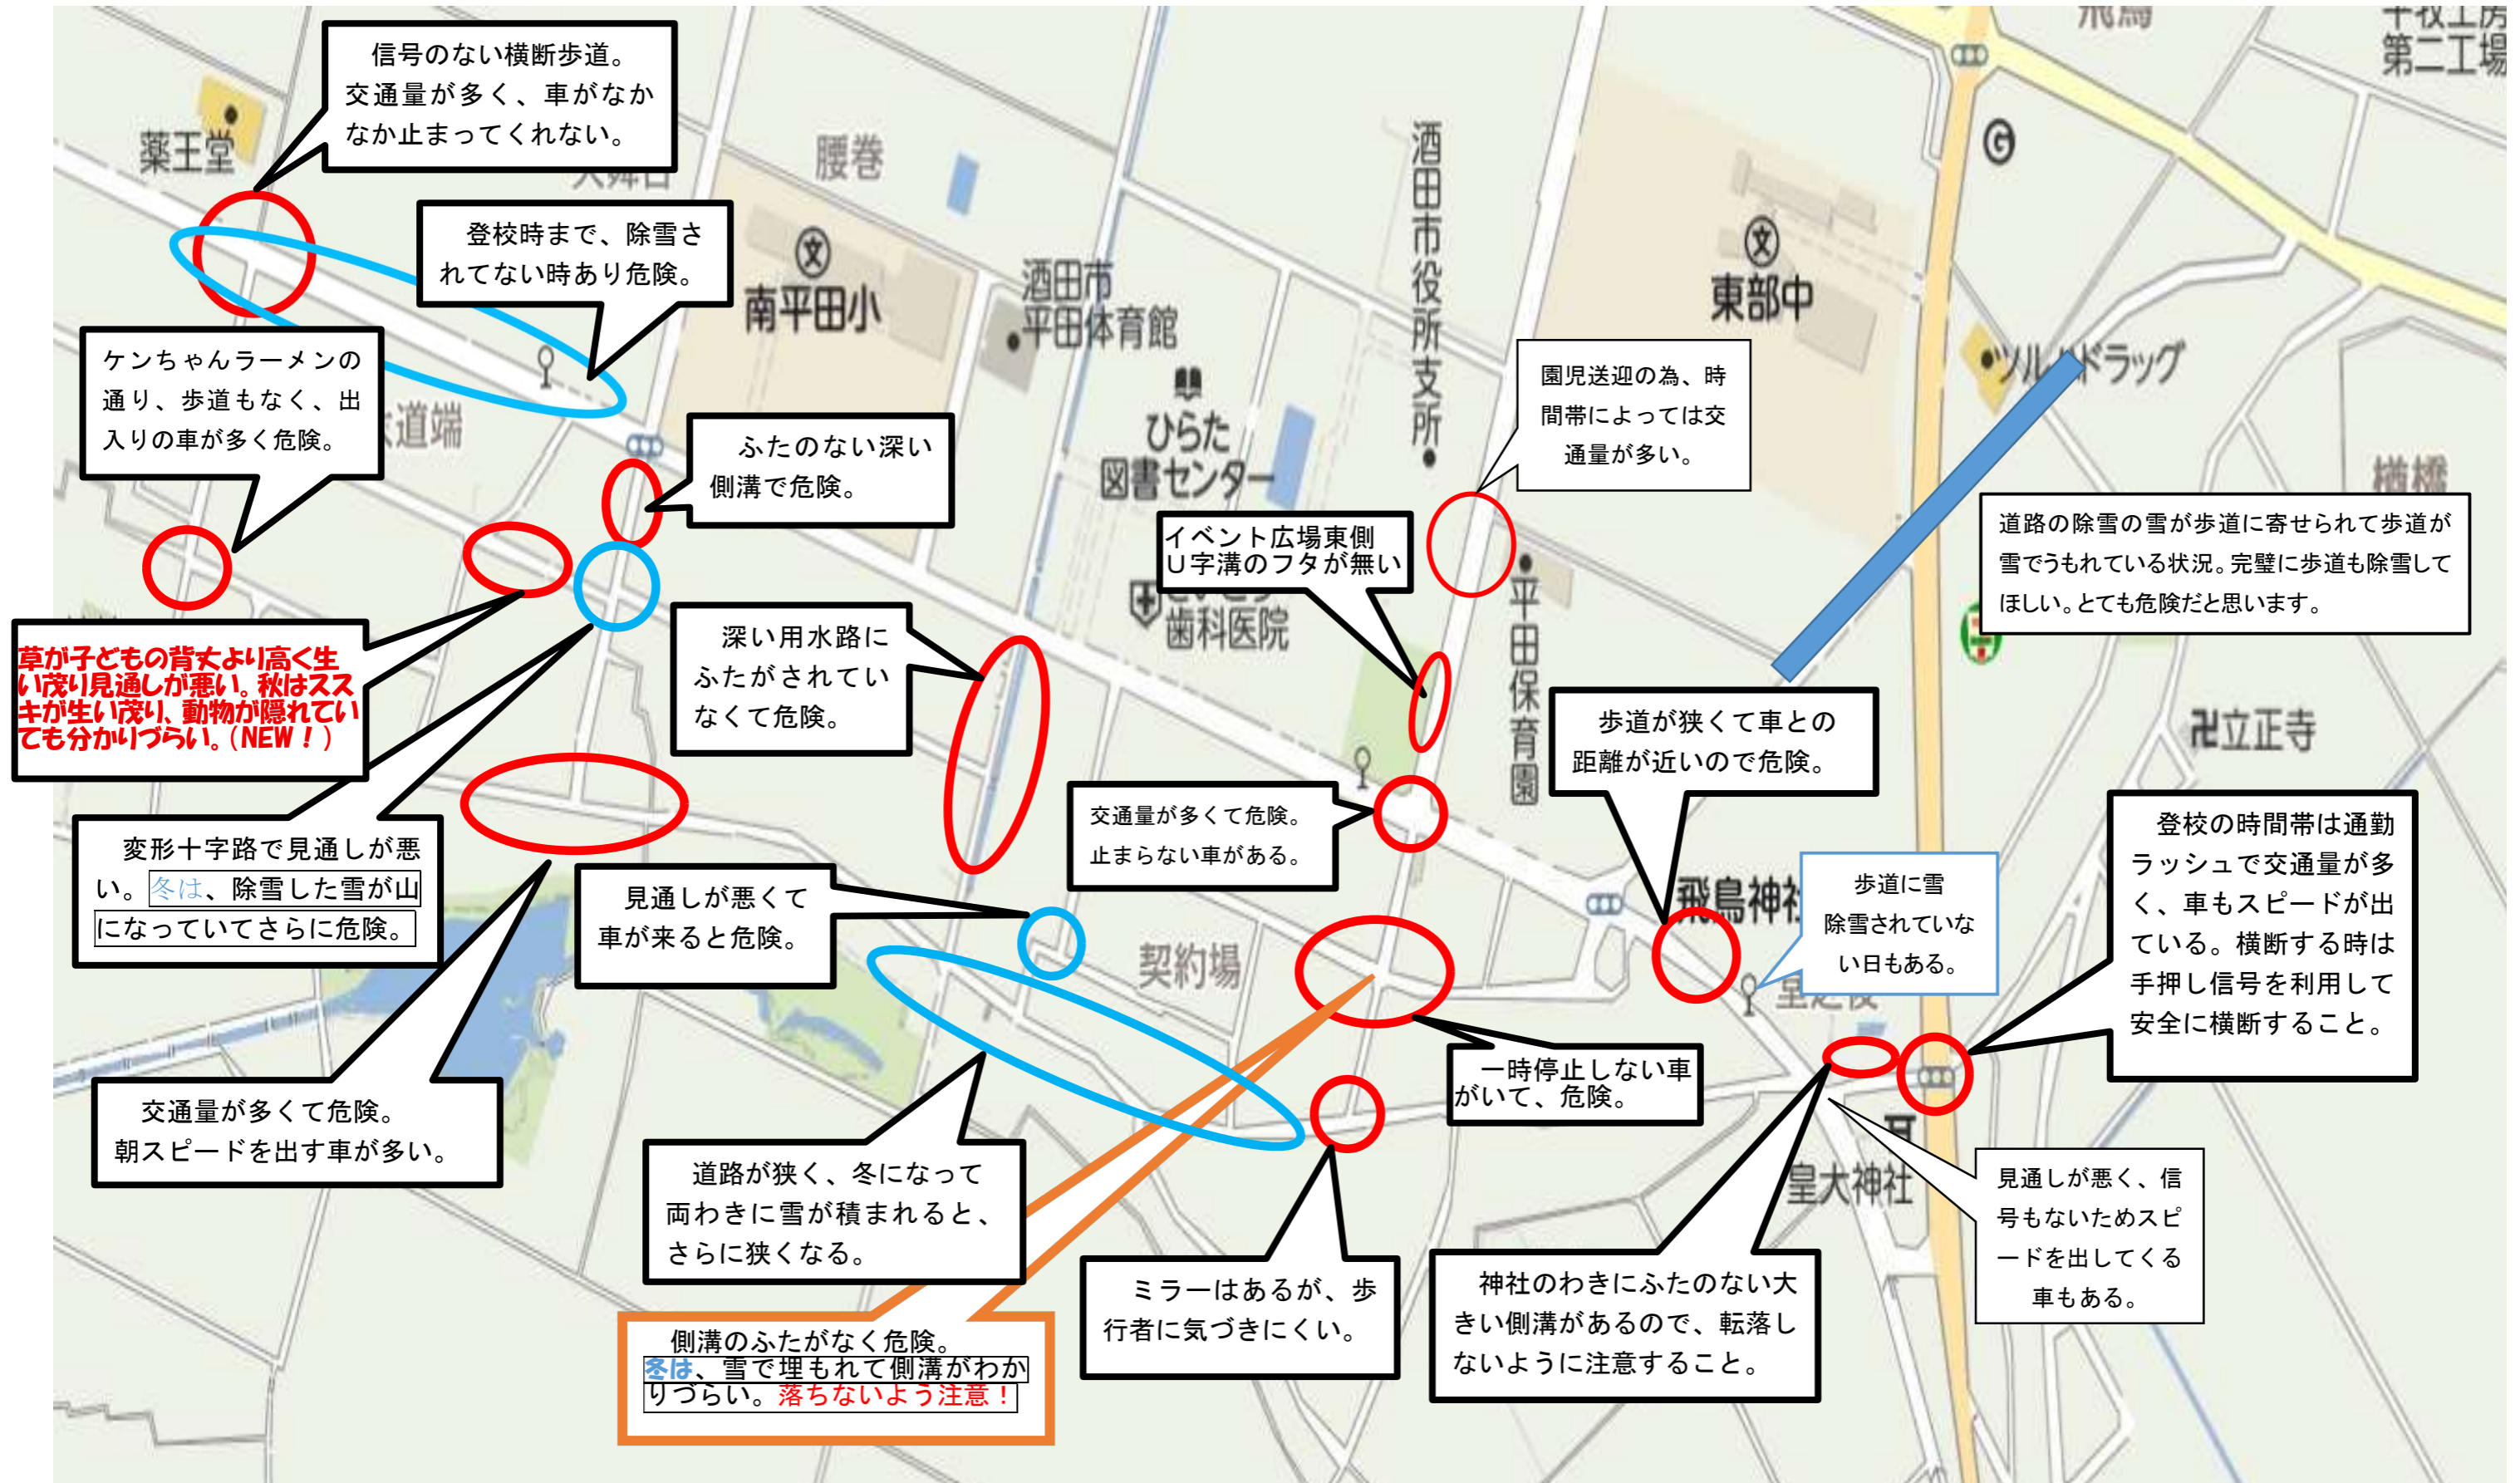 信号のない横断歩道。
交通量が多く、車がなか
なか止まってくれない。
薬王堂
腰巻
飛鳥
平牧工房
第二工場
登校時まで、除雪さ
れてない時あり危険。
南平田小
酒田市
平田体育館
酒田市役所支所
東部中
ツルハドラッグ
ケンちゃんラーメンの
通り、歩道もなく、出
入りの車が多く危険。
道端
ふたのない深い
側溝で危険。
ひらた
図書センター
園児送迎の為、時
間帯によっては交
通量が多い。
楢橋
道路の除雪の雪が歩道に寄せられて歩道が
雪でうもれている状況。完璧に歩道も除雪して
ほしい。とても危険だと思います。
イベント広場東側
U字溝のフタが無い
歯科医院
平田保育園
草が子どもの背丈より高く生
い茂り見通しが悪い。秋はスス
キが生い茂り、動物が隠れてい
ても分かりづらい。(NEW!)
深い用水路に
ふたがされてい
なくて危険。
歩道が狭くて車との
距離が近いので危険。
卍立正寺
変形十字路で見通しが悪
い。冬は、除雪した雪が山
になっていてさらに危険。
交通量が多くて危険。
止まらない車がある。
登校の時間帯は通勤
ラッシュで交通量が多
く、車もスピードが出
ている。横断する時は
手押し信号を利用して
安全に横断すること。
見通しが悪くて
車が来ると危険。
契約場
飛鳥神社
歩道に雪
除雪されていな
い日もある。
交通量が多くて危険。
朝スピードを出す車が多い。
一時停止しない車
がいて、危険。
道路が狭く、冬になって
両わきに雪が積まれると、
さらに狭くなる。
皇大神社
見通しが悪く、信
号もないためスピ
ードを出してくる
車もある。
側溝のふたがなく危険。
冬は、雪で埋もれて側溝がわか
りづらい。落ちないよう注意!
ミラーはあるが、歩
行者に気づきにくい。
神社のわきにふたのない大
きい側溝があるので、転落し
ないように注意すること。